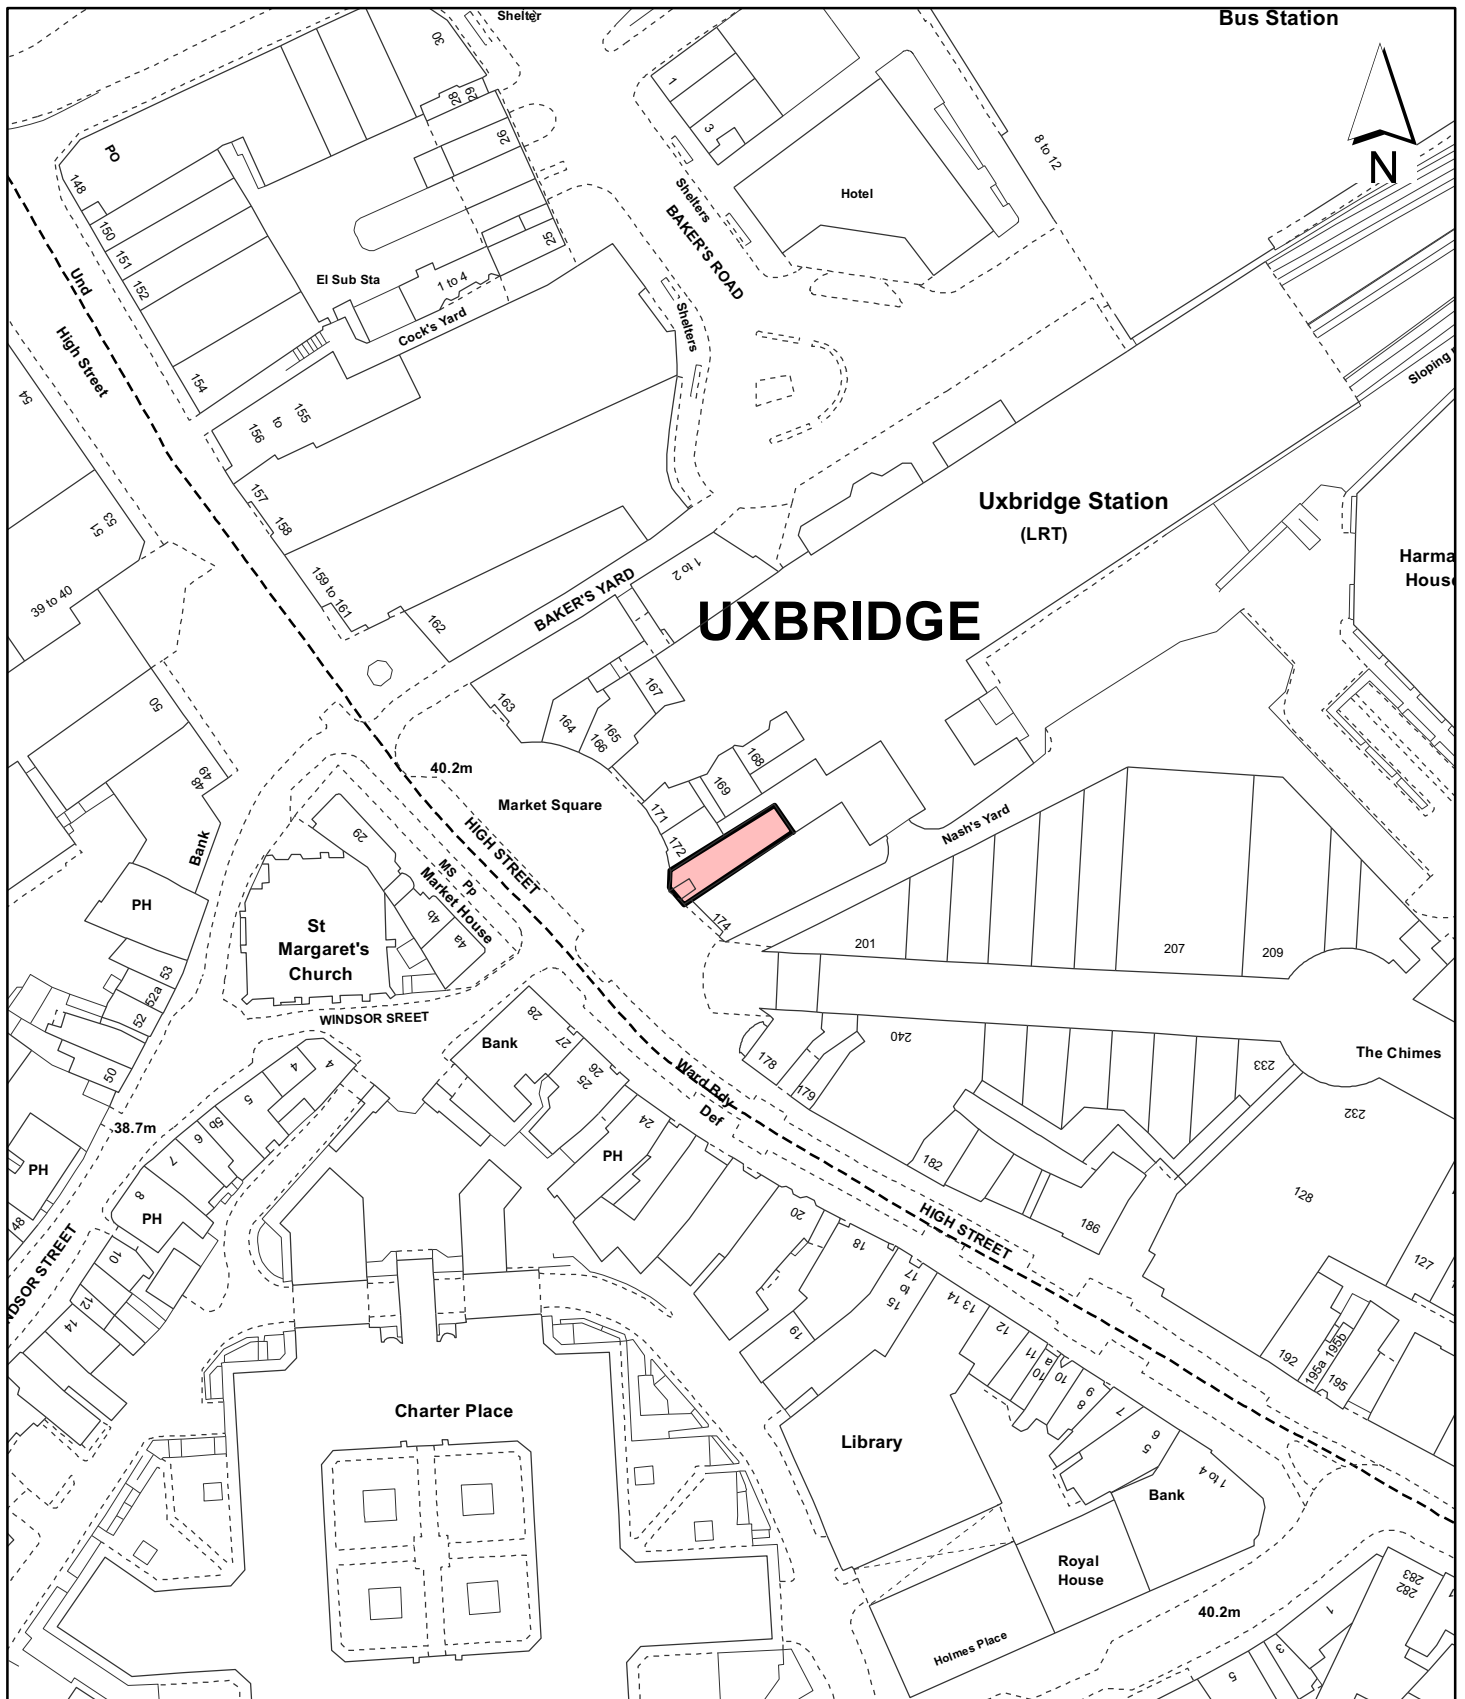 Shelter
Bus Station
30
29
28
26
25
1
3
PO
148
150
151
152
154
Und
High Street
El Sub Sta
1 to 4
Cock's Yard
Shelters
BAKER'S ROAD
Shelters
Hotel
8 to 12
N
Sloping
54
53
51
155
to
156
157
158
159 to 161
162
39 to 40
50
49
48
Uxbridge Station
(LRT)
Harma
House
BAKER'S YARD
1 to 2
UXBRIDGE
163
164
165
166
167
168
169
171
172
174
40.2m
Market Square
HIGH STREET
Nash's Yard
Bank
PH
29
MS Pp
Market House
4b
4a
St
Margaret's
Church
WINDSOR SREET
201
207
209
53
52a
52
50
Bank
28
27
26
25
24
PH
Ward Bdy
Def
178
179
240
233
The Chimes
232
38.7m
4
4
5
5b
6
7
8
PH
PH
48
NDSOR STREET
10
12
14
182
186
HIGH STREET
128
127
20
19
18
17
to
15
13 14
12
11
10
a
10
9
8
7
6
5
1 to 4
192
195a
195b
195
Charter Place
Library
Bank
Royal
House
Holmes Place
40.2m
283
282
1
3
5
1